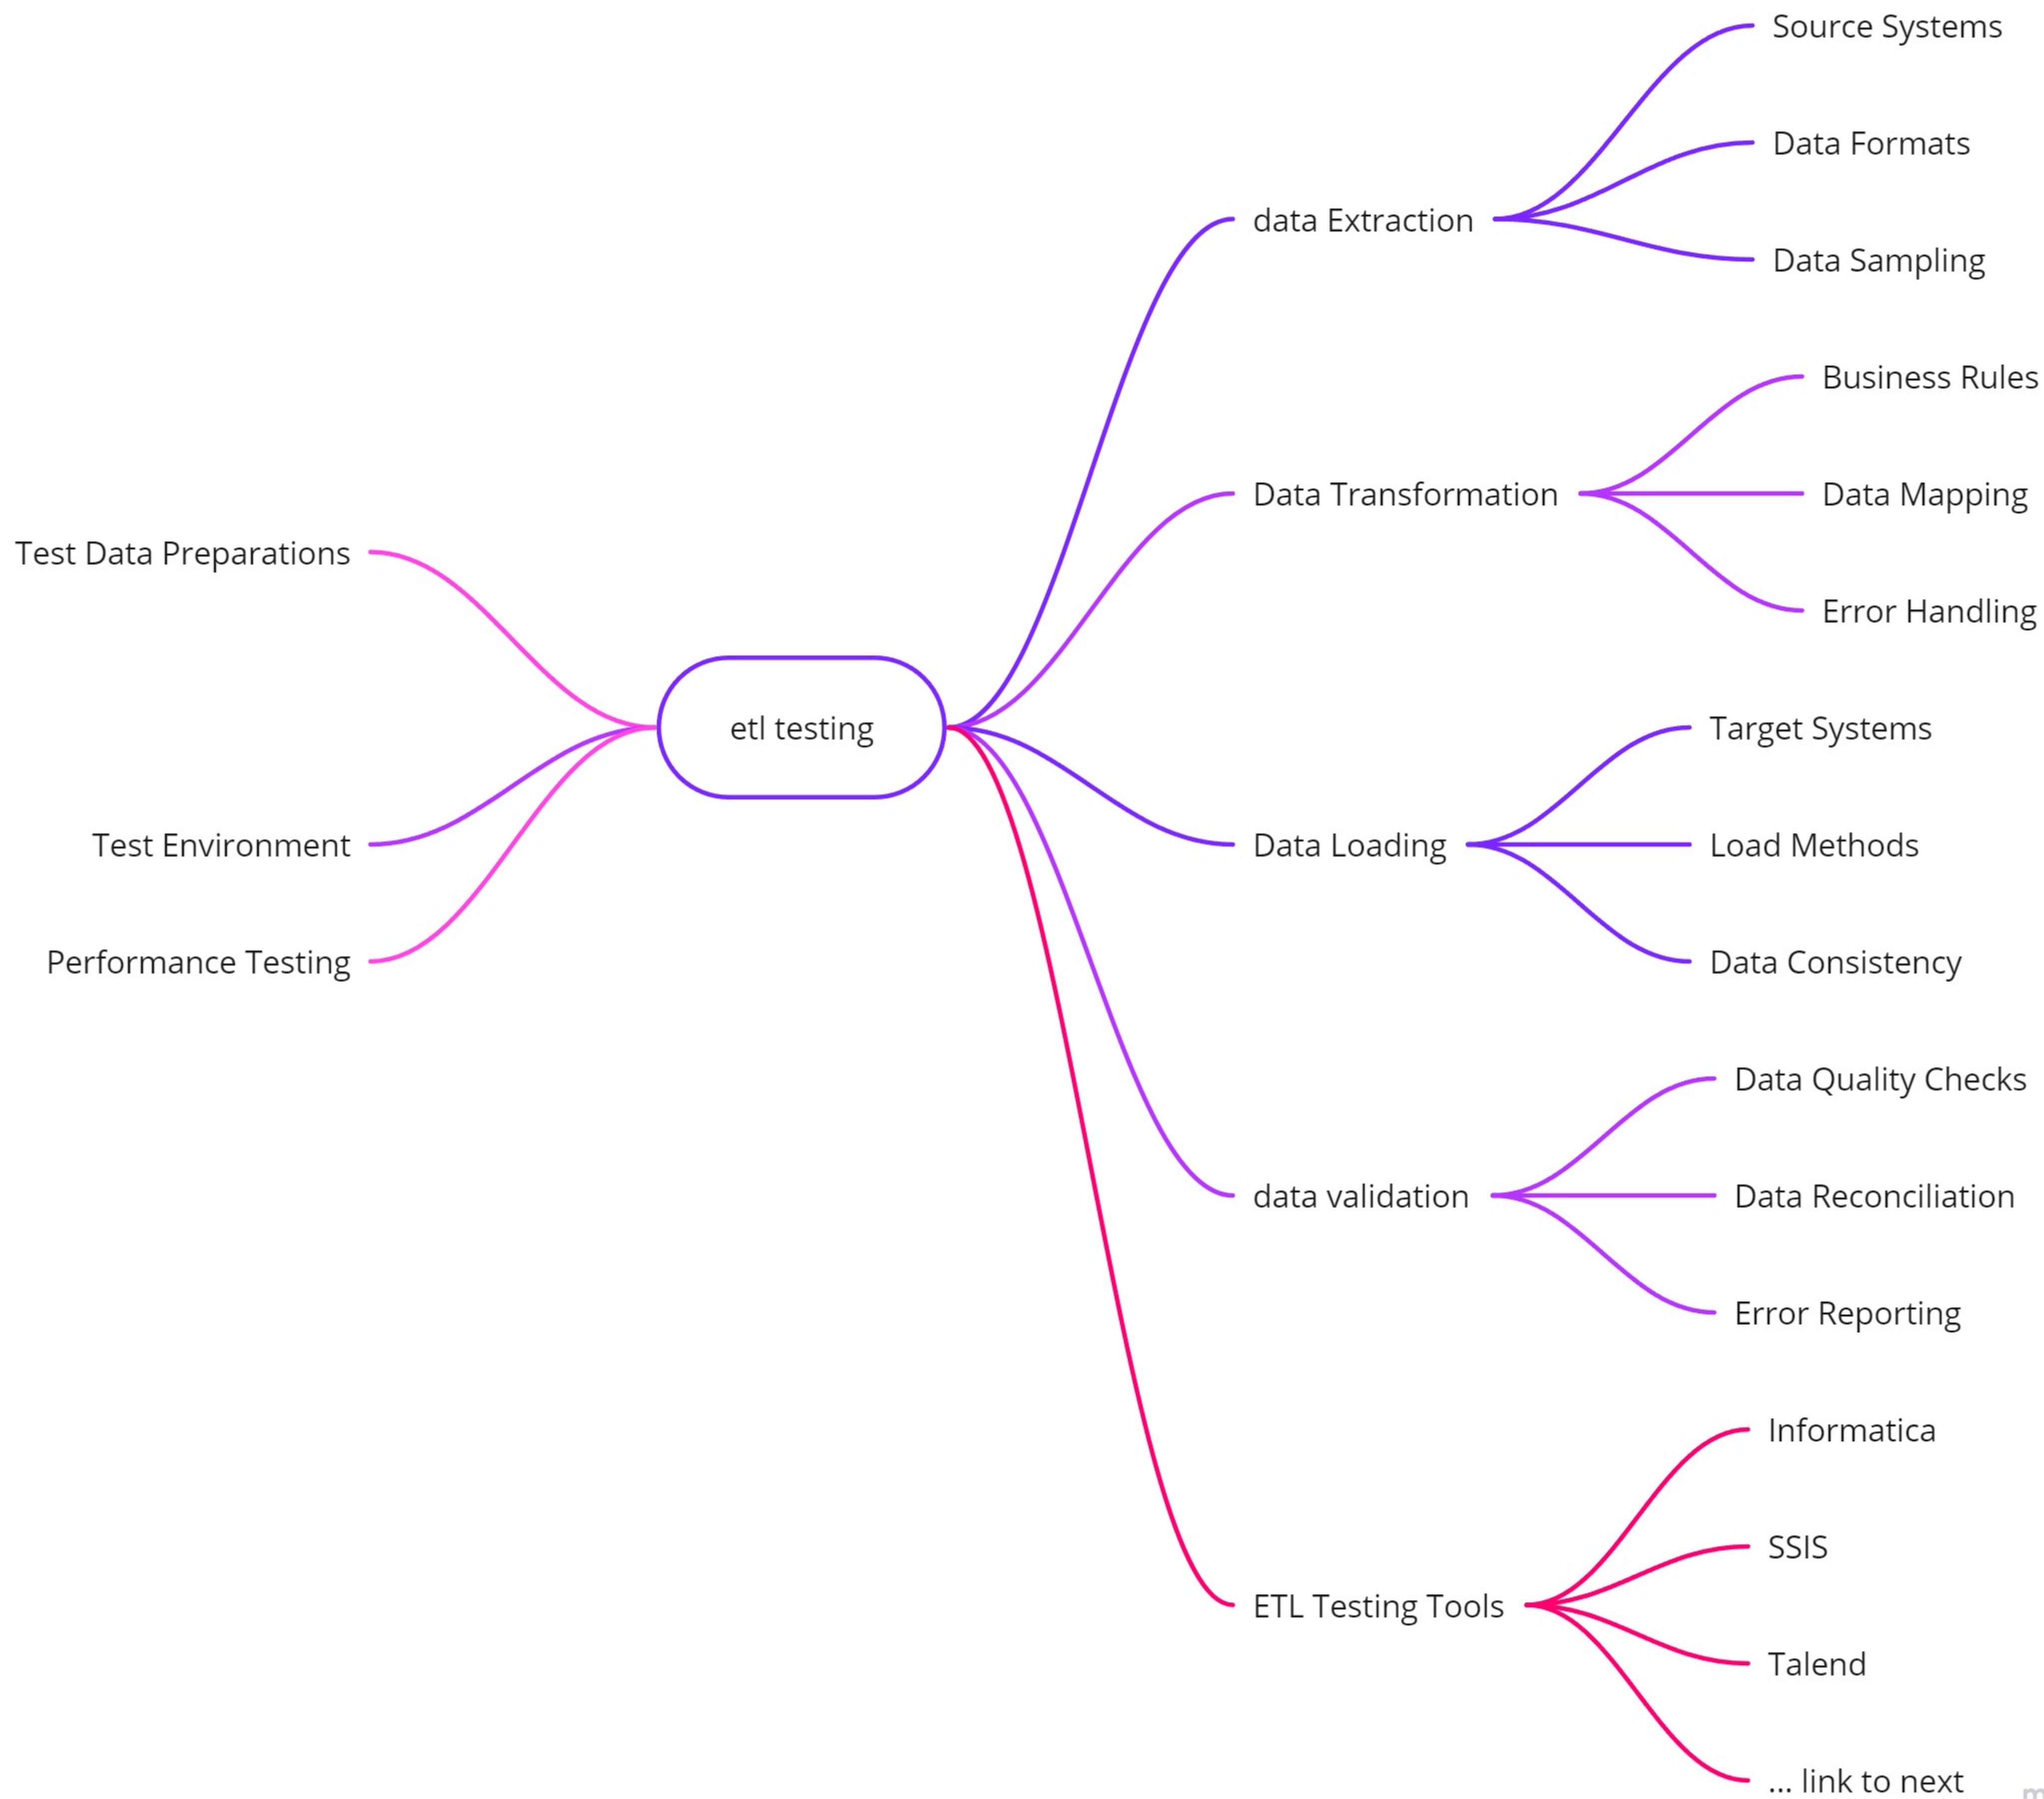 Source Systems
Data Formats
data Extraction
Data Sampling
Business Rules
Data Transformation
Data Mapping
Error Handling
Test Data Preparations
etl testing
Test Environment
Performance Testing
Target Systems
Data Loading
Load Methods
Data Consistency
Data Quality Checks
data validation
Data Reconciliation
Error Reporting
Informatica
SSIS
ETL Testing Tools
Talend
... link to next